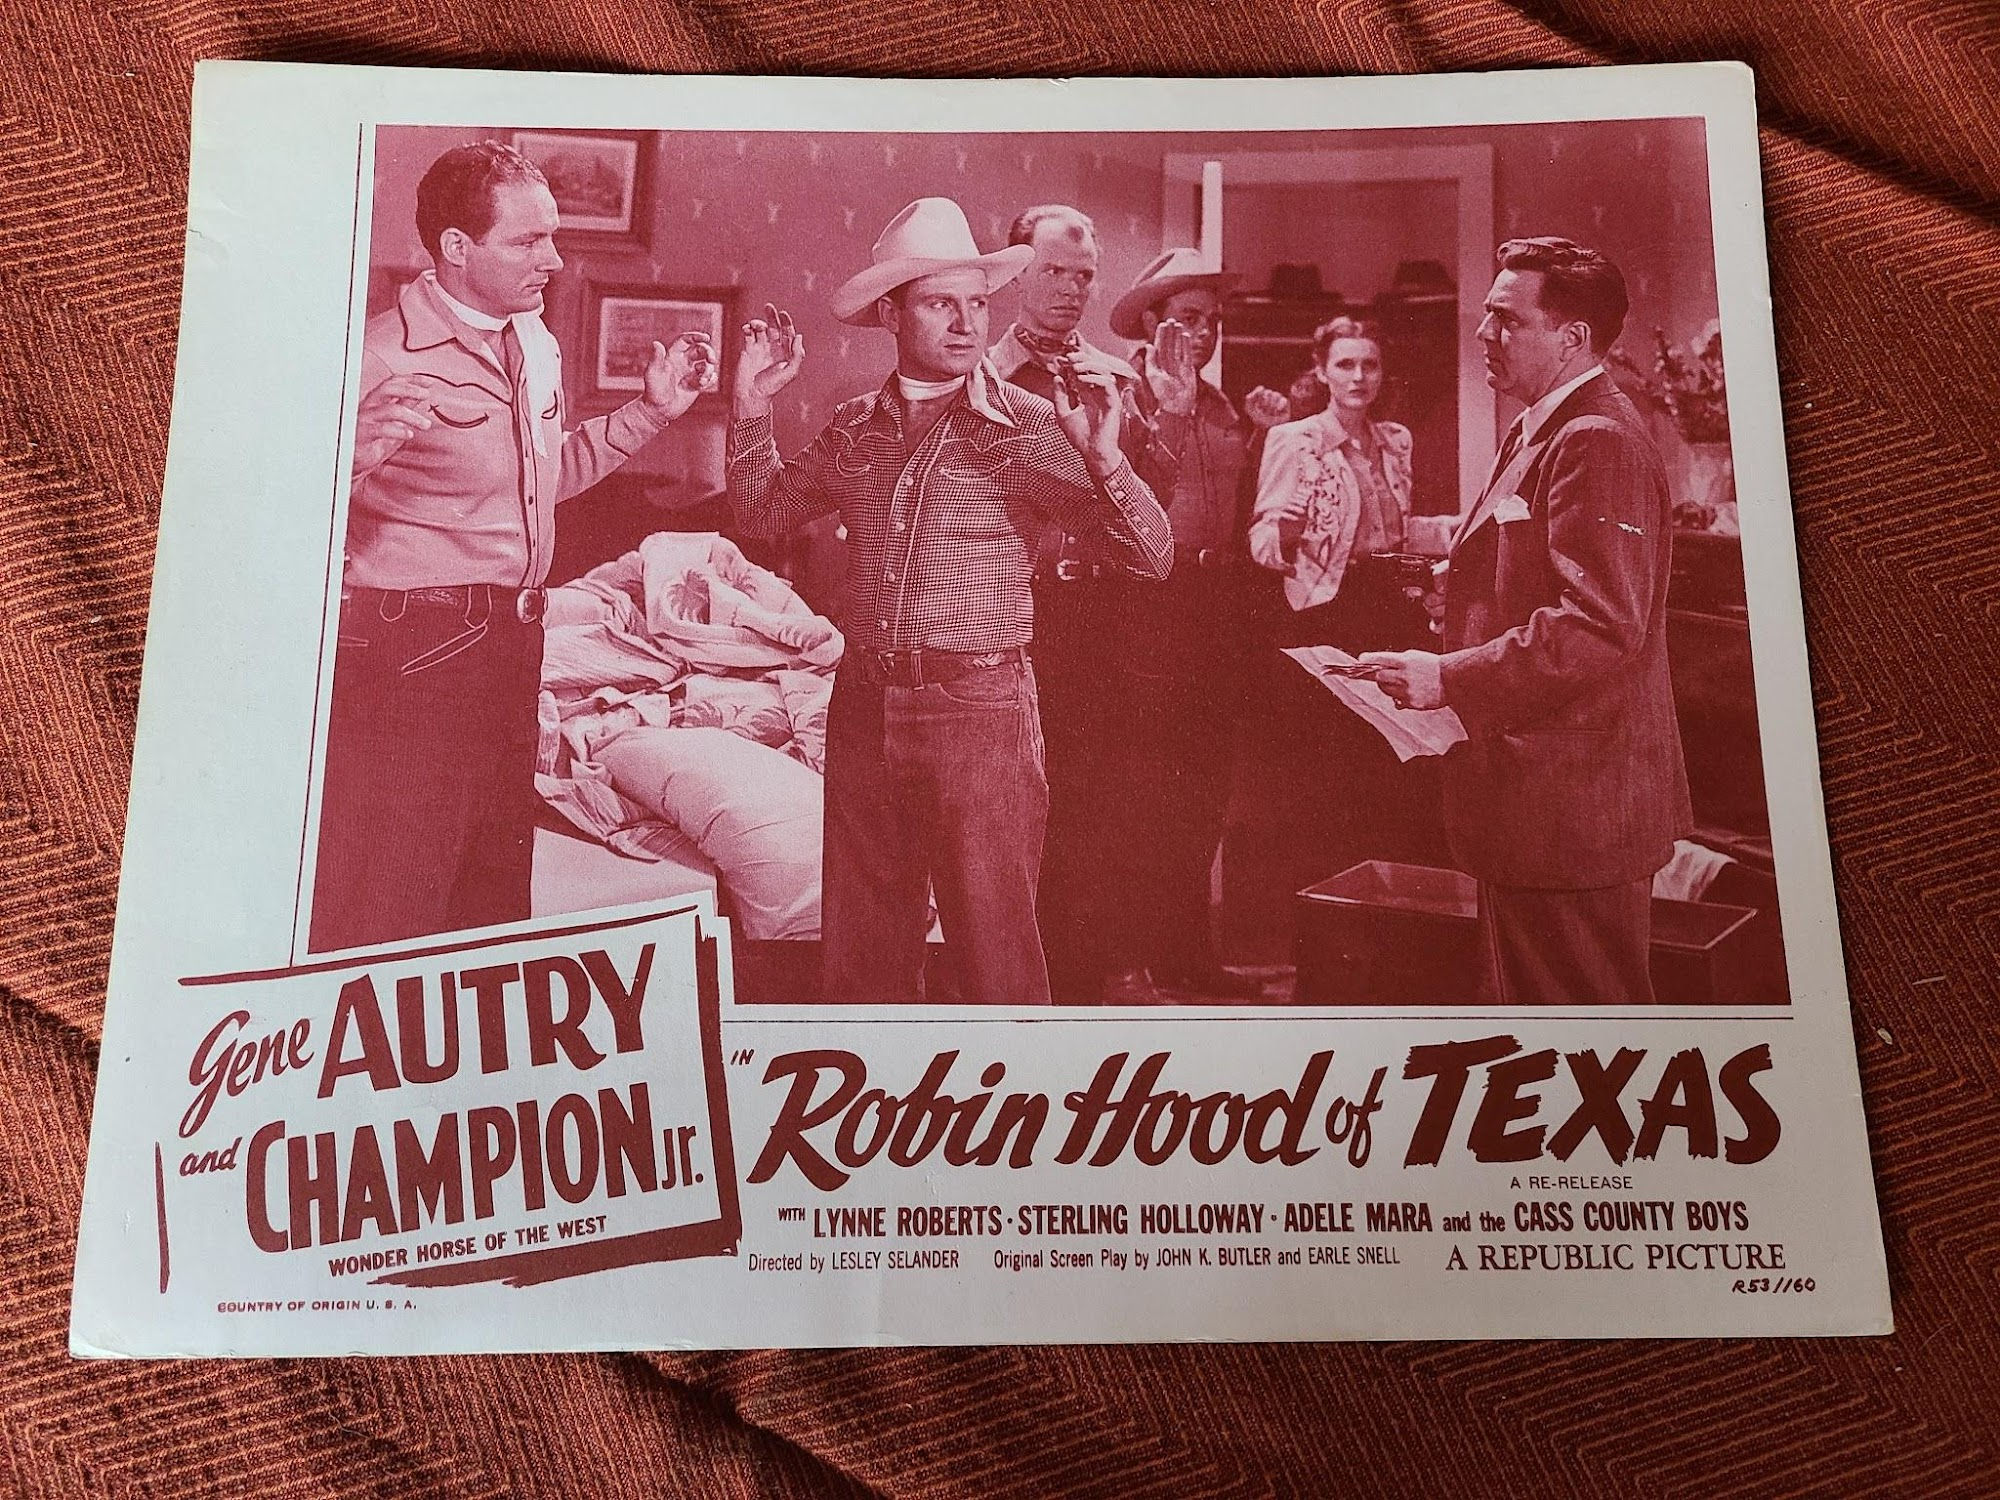 Gene AUTRY
and CHAMPION Jr.
WONDER HORSE OF THE WEST
IN Robin Hood of TEXAS
A RE-RELEASE
WITH LYNNE ROBERTS · STERLING HOLLOWAY · ADELE MARA and the CASS COUNTY BOYS
Directed by LESLEY SELANDER Original Screen Play by JOHN K. BUTLER and EARLE SNELL A REPUBLIC PICTURE
R53/1160
COUNTRY OF ORIGIN U. S. A.